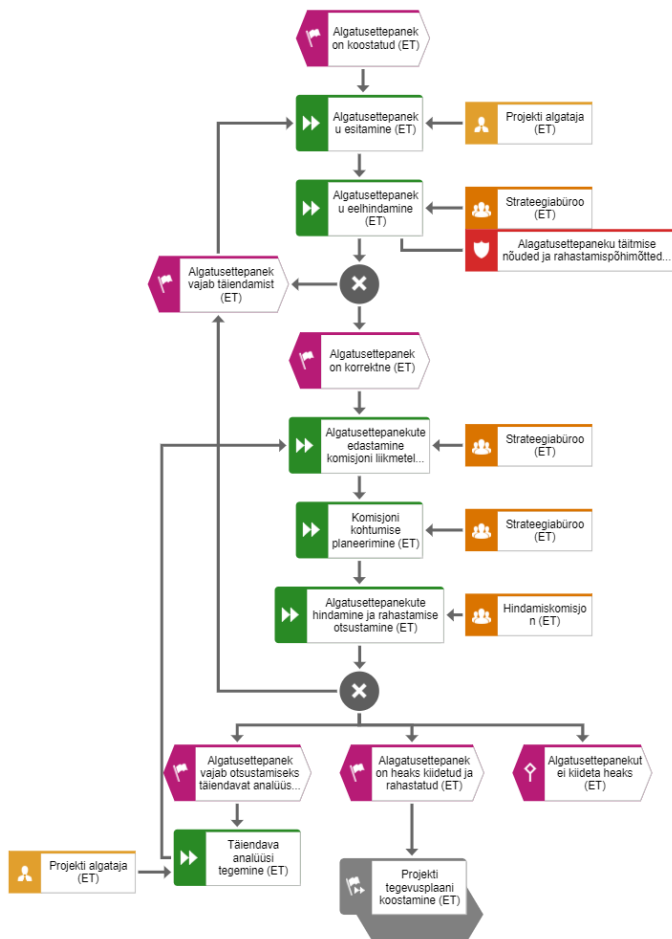 Algatusettepanek
on koostatud (ET)
Algatusettepanek
u esitamine (ET)
Projekti algataja
(ET)
Algatusettepanek
u eelhindamine
(ET)
Strateegiabüroo
(ET)
Alagatusettepaneku täitmise
nõuded ja rahastamispõhimõtted...
Algatusettepanek
vajab täiendamist
(ET)
Algatusettepanek
on korrektne (ET)
Algatusettepanekute
edastamine
komisjoni liikmetel...
Strateegiabüroo
(ET)
Komisjoni
kohtumise
planeerimine (ET)
Strateegiabüroo
(ET)
Algatusettepanekute
hindamine ja rahastamise
otsustamine (ET)
Hindamiskomisjo
n (ET)
Algatusettepanek
vajab otsustamiseks
täiendavat analüüs...
Alagatusettepanek
on heaks kiidetud ja
rahastatud (ET)
Algatusettepanekut
ei kiideta heaks
(ET)
Projekti algataja
(ET)
Täiendava
analüüsi
tegemine (ET)
Projekti
tegevusplaani
koostamine (ET)